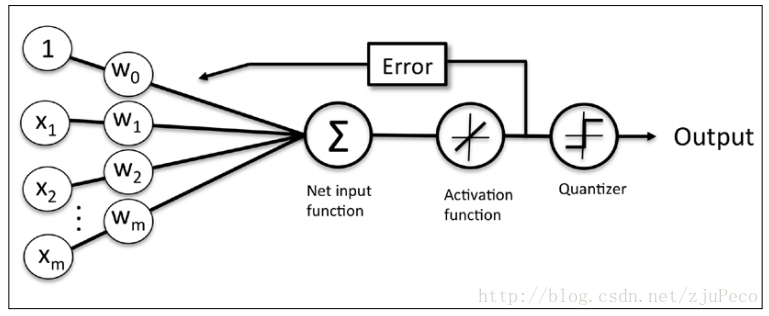 1
w0
Error
x1
w1
Σ
Output
x2
w2
Net input
function
Activation
function
Quantizer
⋮
wm
xm
http://blog.csdn.net/zjuPeco